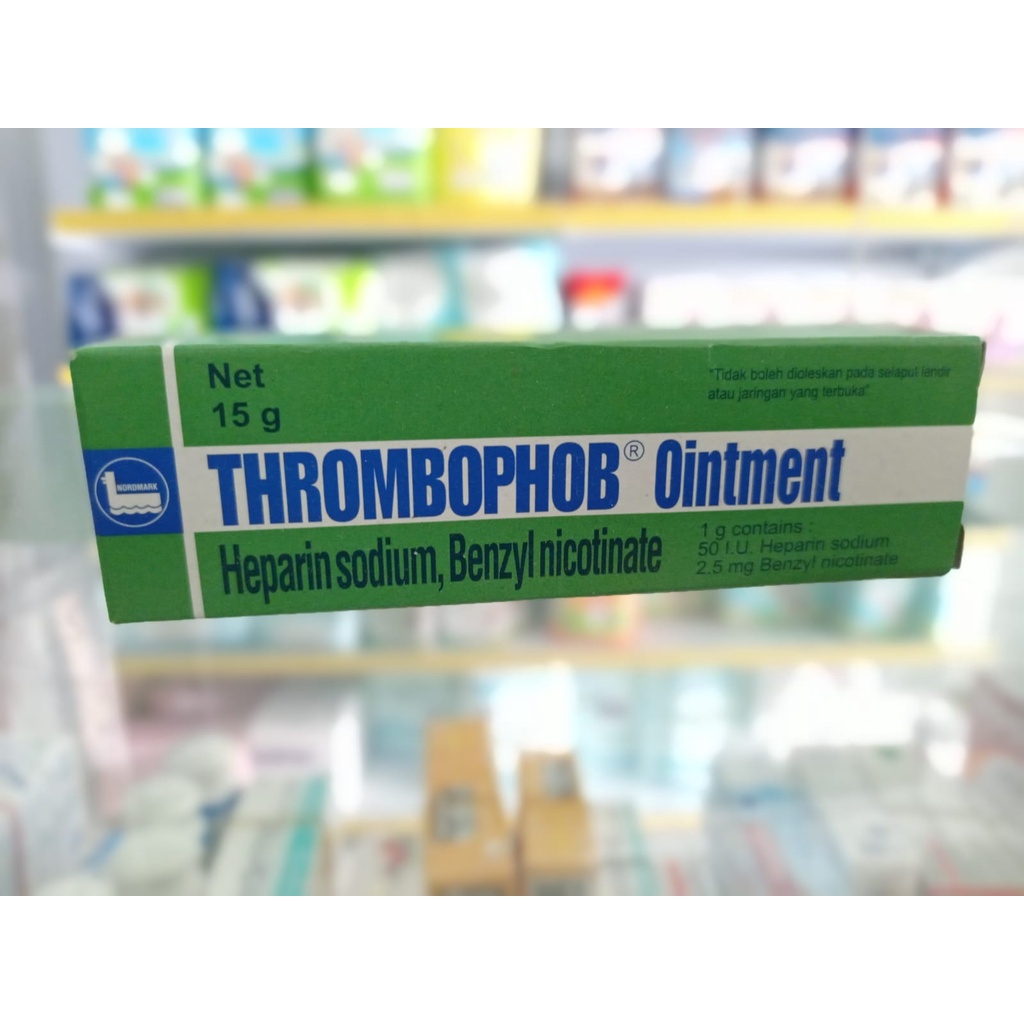 Net
15 g
"Tidak boleh dioleskan pada selaput lendir
atau jaringan yang terbuka"
NORDMARK
THROMBOPHOB® Ointment
Heparin sodium, Benzyl nicotinate
1 g contains :
50 I.U. Heparin sodium
2.5 mg Benzyl nicotinate